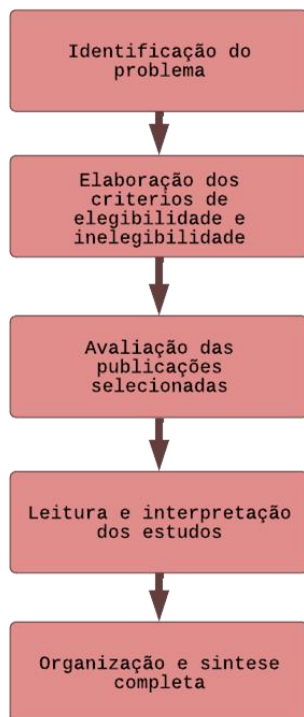 Identificação do
problema
Elaboração dos
criterios de
elegibilidade e
inelegibilidade
Avaliação das
publicações
selecionadas
Leitura e interpretação
dos estudos
Organização e sintese
completa